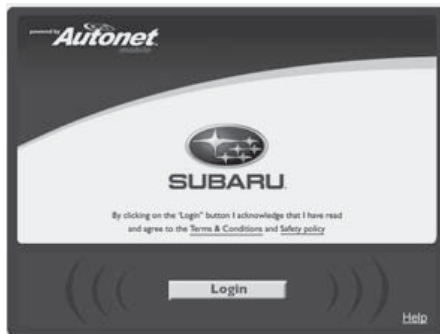 powered by
Autonet
mobile
SUBARU
By clicking on the "Login" button I acknowledge that I have read
and agree to the Terms & Conditions and Safety policy
Login
Help